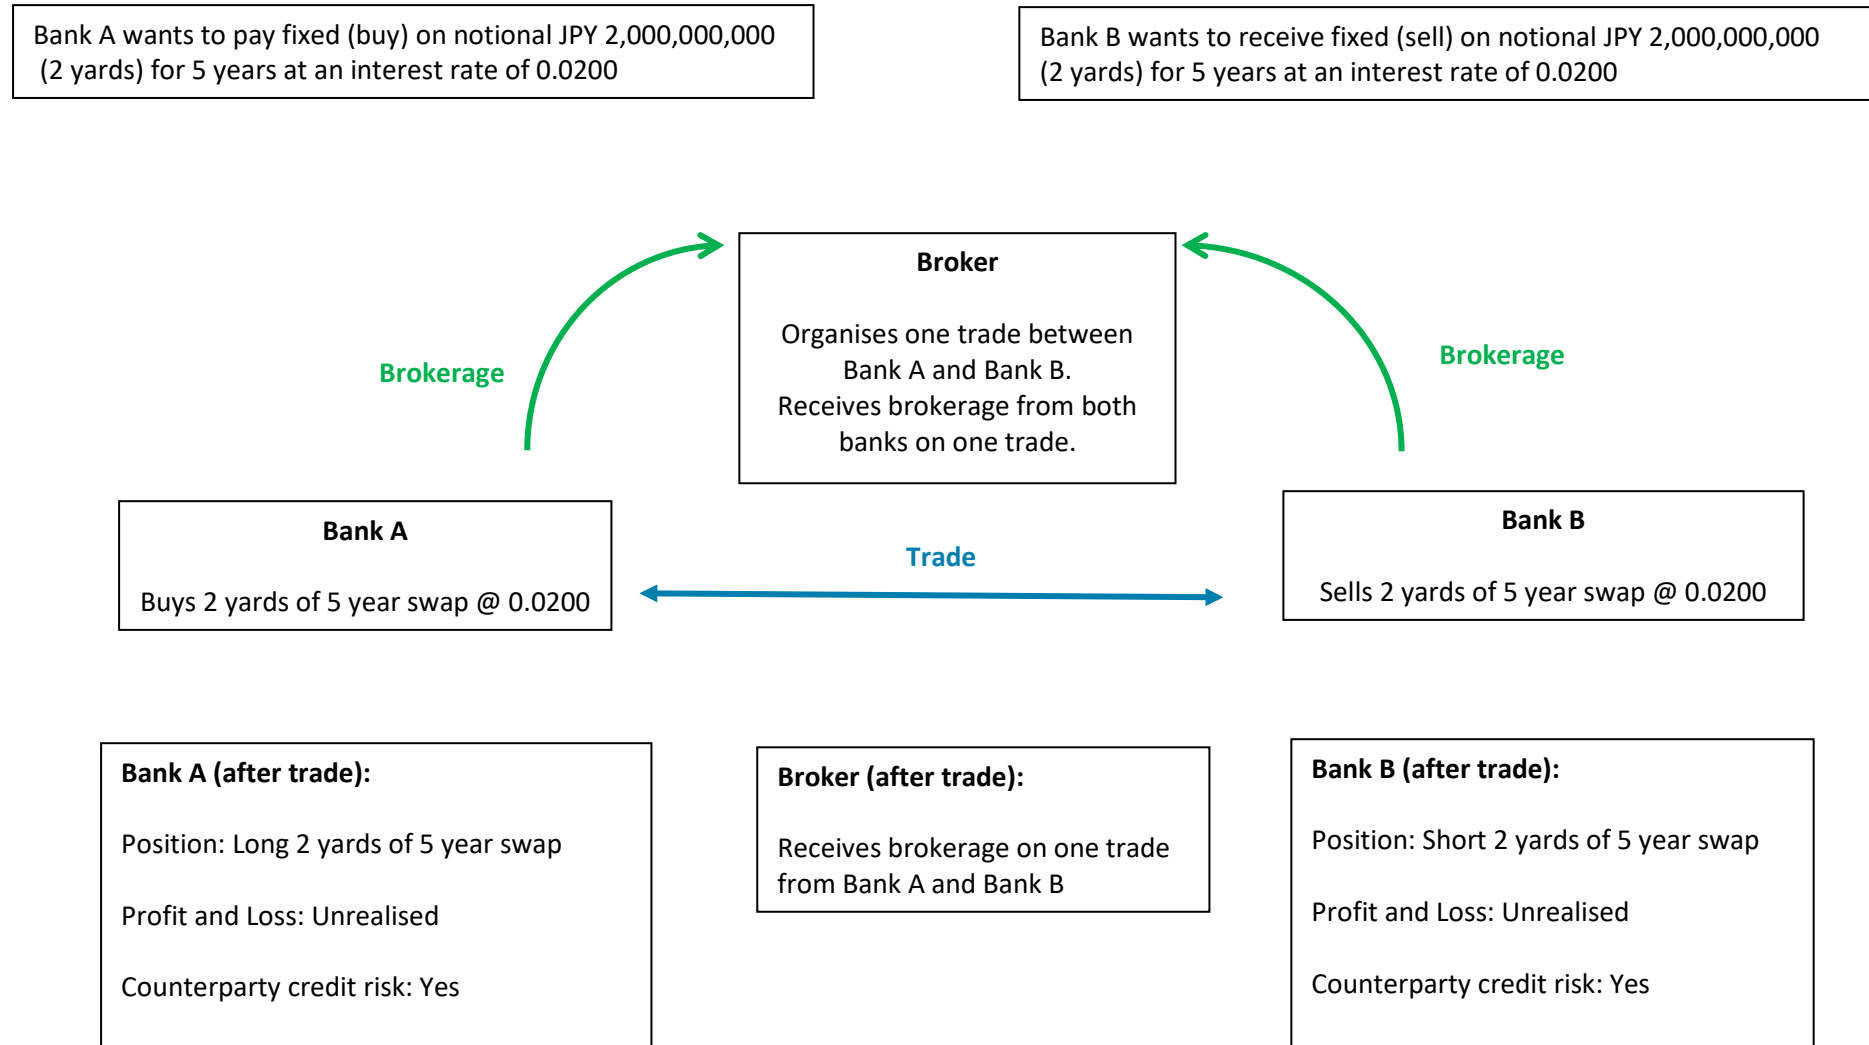 Bank A wants to pay fixed (buy) on notional JPY 2,000,000,000
(2 yards) for 5 years at an interest rate of 0.0200
Bank B wants to receive fixed (sell) on notional JPY 2,000,000,000
(2 yards) for 5 years at an interest rate of 0.0200
Broker
Organises one trade between
Bank A and Bank B.
Receives brokerage from both
banks on one trade.
Brokerage
Brokerage
Bank A
Buys 2 yards of 5 year swap @ 0.0200
Trade
Bank B
Sells 2 yards of 5 year swap @ 0.0200
Bank A (after trade):
Position: Long 2 yards of 5 year swap
Profit and Loss: Unrealised
Counterparty credit risk: Yes
Broker (after trade):
Receives brokerage on one trade
from Bank A and Bank B
Bank B (after trade):
Position: Short 2 yards of 5 year swap
Profit and Loss: Unrealised
Counterparty credit risk: Yes